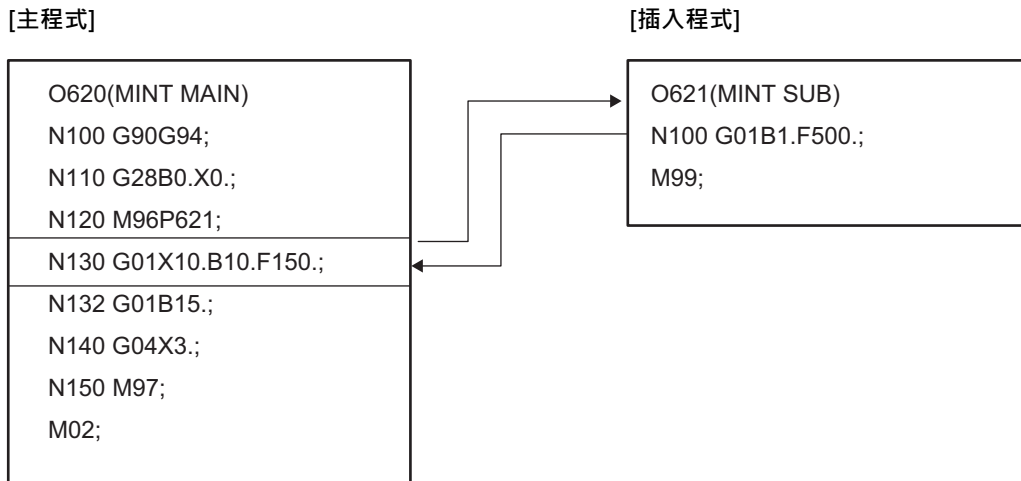 [主程式]
O620(MINT MAIN)
N100 G90G94;
N110 G28B0.X0.;
N120 M96P621;
N130 G01X10.B10.F150.;
N132 G01B15.;
N140 G04X3.;
N150 M97;
M02;
[插入程式]
O621(MINT SUB)
N100 G01B1.F500.;
M99;